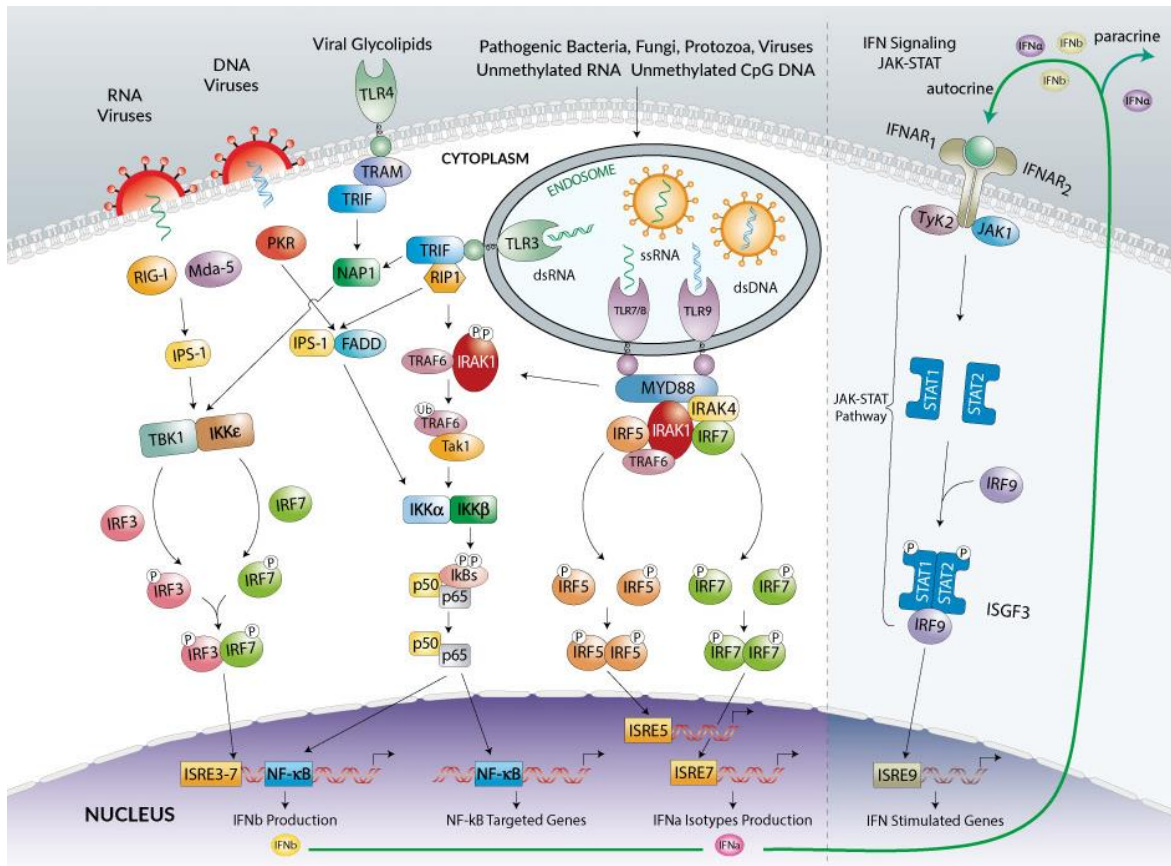 Viral Glycolipids
TLR4
DNA
Viruses
RNA
Viruses
Pathogenic Bacteria, Fungi, Protozoa, Viruses
Unmethylated RNA Unmethylated CpG DNA
IFN Signaling
JAK-STAT
IFNα
IFNb
IFNb
paracrine
IFNα
autocrine
IFNAR1
IFNAR2
TyK2
JAK1
CYTOPLASM
ENDOSOME
TRAM
TRIF
PKR
NAP1
TRIF
RIP1
TLR3
dsRNA
ssRNA
dsDNA
TLR7/8
TLR9
RIG-I
Mda-5
IPS-1
IPS-1
FADD
TRAF6
P P
IRAK1
MYD88
IRAK4
IRF5
IRAK1
IRF7
TRAF6
Ub
TRAF6
Tak1
TBK1
IKKε
IKKα
IKKβ
IRF3
IRF7
P
IRF3
P
IRF7
P P
IRF3
IRF7
P P
IkBs
p50
p65
p50
p65
P
IRF5
P
IRF5
P
IRF7
P
IRF7
P P
IRF5
IRF5
P P
IRF7
IRF7
STAT1
STAT2
JAK-STAT
Pathway
IRF9
P P
STAT1
STAT2
IRF9
ISGF3
ISRE5
ISRE3-7
NF-κB
NF-κB
ISRE7
ISRE9
NUCLEUS
IFNb Production
NF-kB Targeted Genes
IFNa Isotypes Production
IFN Stimulated Genes
IFNb
IFNa